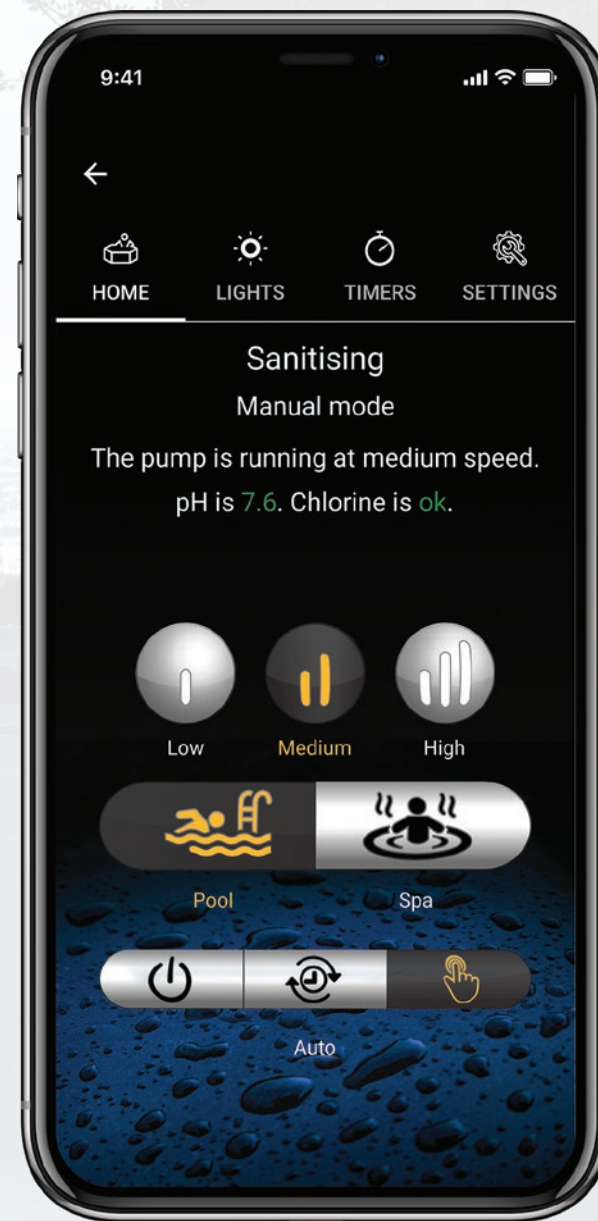 9:41
HOME LIGHTS TIMERS SETTINGS
Sanitising
Manual mode
The pump is running at medium speed.
pH is 7.6. Chlorine is ok.
Low Medium High
Pool Spa
Auto